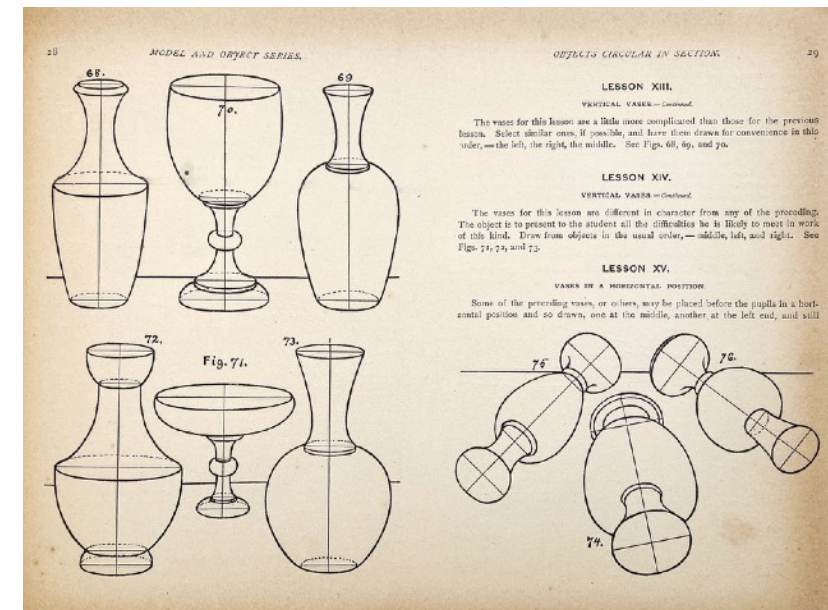 28
MODEL AND OBJECT SERIES.
68.
70.
69
72.
Fig. 71.
73.
OBJECTS CIRCULAR IN SECTION.
29
LESSON XIII.
VERTICAL VASES.—Continued.
The vases for this lesson are a little more complicated than those for the previous
lesson. Select similar ones, if possible, and have them drawn for convenience in this
order,—the left, the right, the middle. See Figs. 68, 69, and 70.
LESSON XIV.
VERTICAL VASES.—Continued.
The vases for this lesson are different in character from any of the preceding.
The object is to present to the student all the difficulties he is likely to meet in work
of this kind. Draw from objects in the usual order,—middle, left, and right. See
Figs. 71, 72, and 73.
LESSON XV.
VASES IN A HORIZONTAL POSITION.
Some of the preceding vases, or others, may be placed before the pupils in a hori-
zontal position and so drawn, one at the middle, another at the left end, and still
75
76.
74.